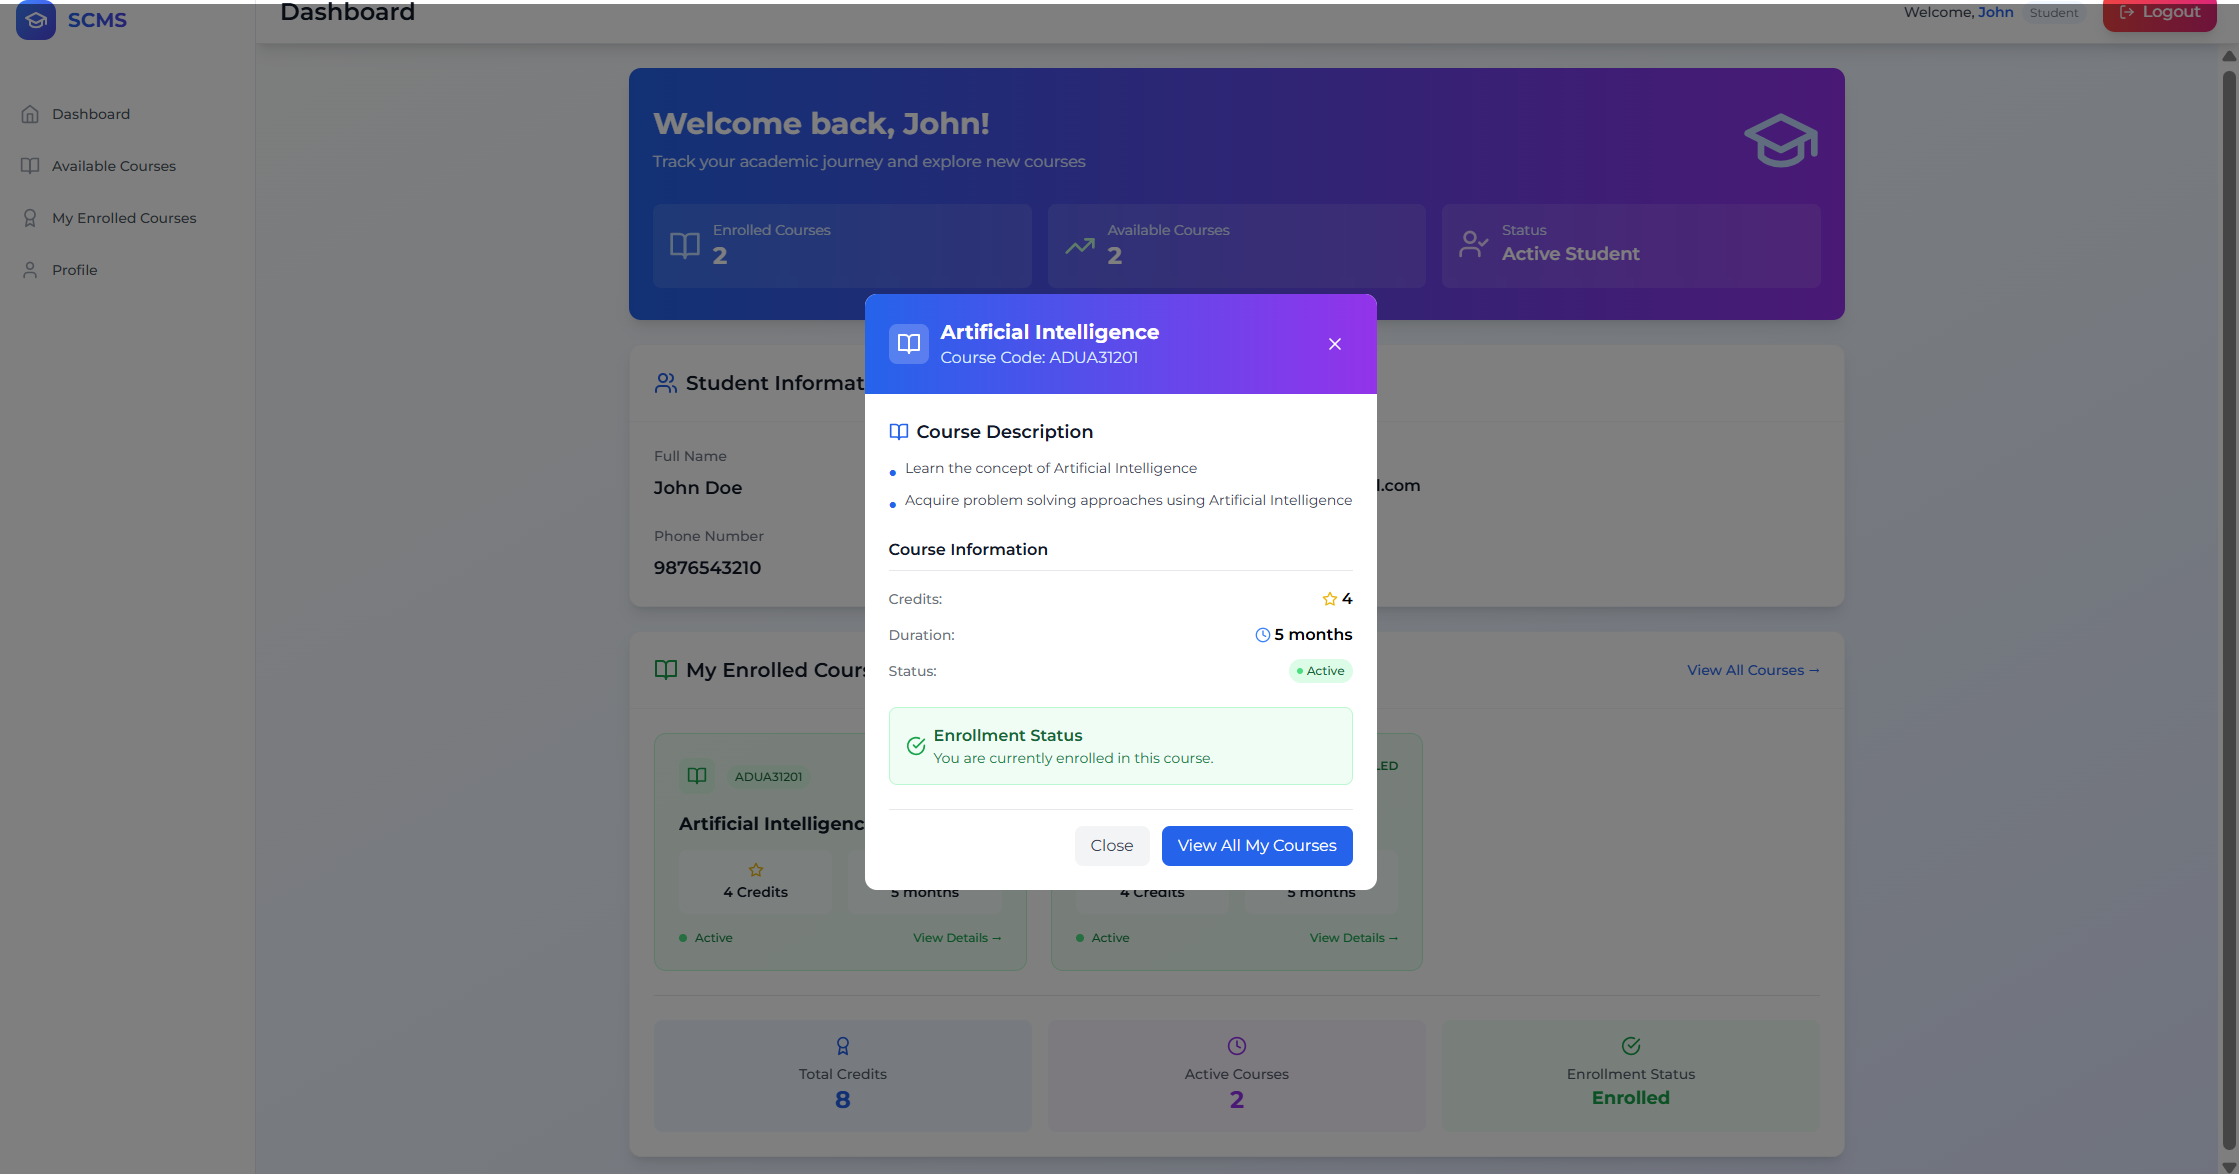 SCMS
Dashboard
Welcome, John
Student
Logout
Dashboard
Available Courses
My Enrolled Courses
Profile
Welcome back, John!
Track your academic journey and explore new courses
Enrolled Courses
2
Available Courses
2
Status
Active Student
Student Informat
Full Name
John Doe
l.com
Phone Number
9876543210
Artificial Intelligence
Course Code: ADUA31201
Course Description
Learn the concept of Artificial Intelligence
Acquire problem solving approaches using Artificial Intelligence
Course Information
Credits: 4
Duration: 5 months
Status: Active
Enrollment Status
You are currently enrolled in this course.
Close
View All My Courses
My Enrolled Cours
View All Courses →
ADUA31201
Artificial Intelligenc
4 Credits
5 months
Active
View Details →
LED
4 Credits
5 months
Active
View Details →
Total Credits
8
Active Courses
2
Enrollment Status
Enrolled